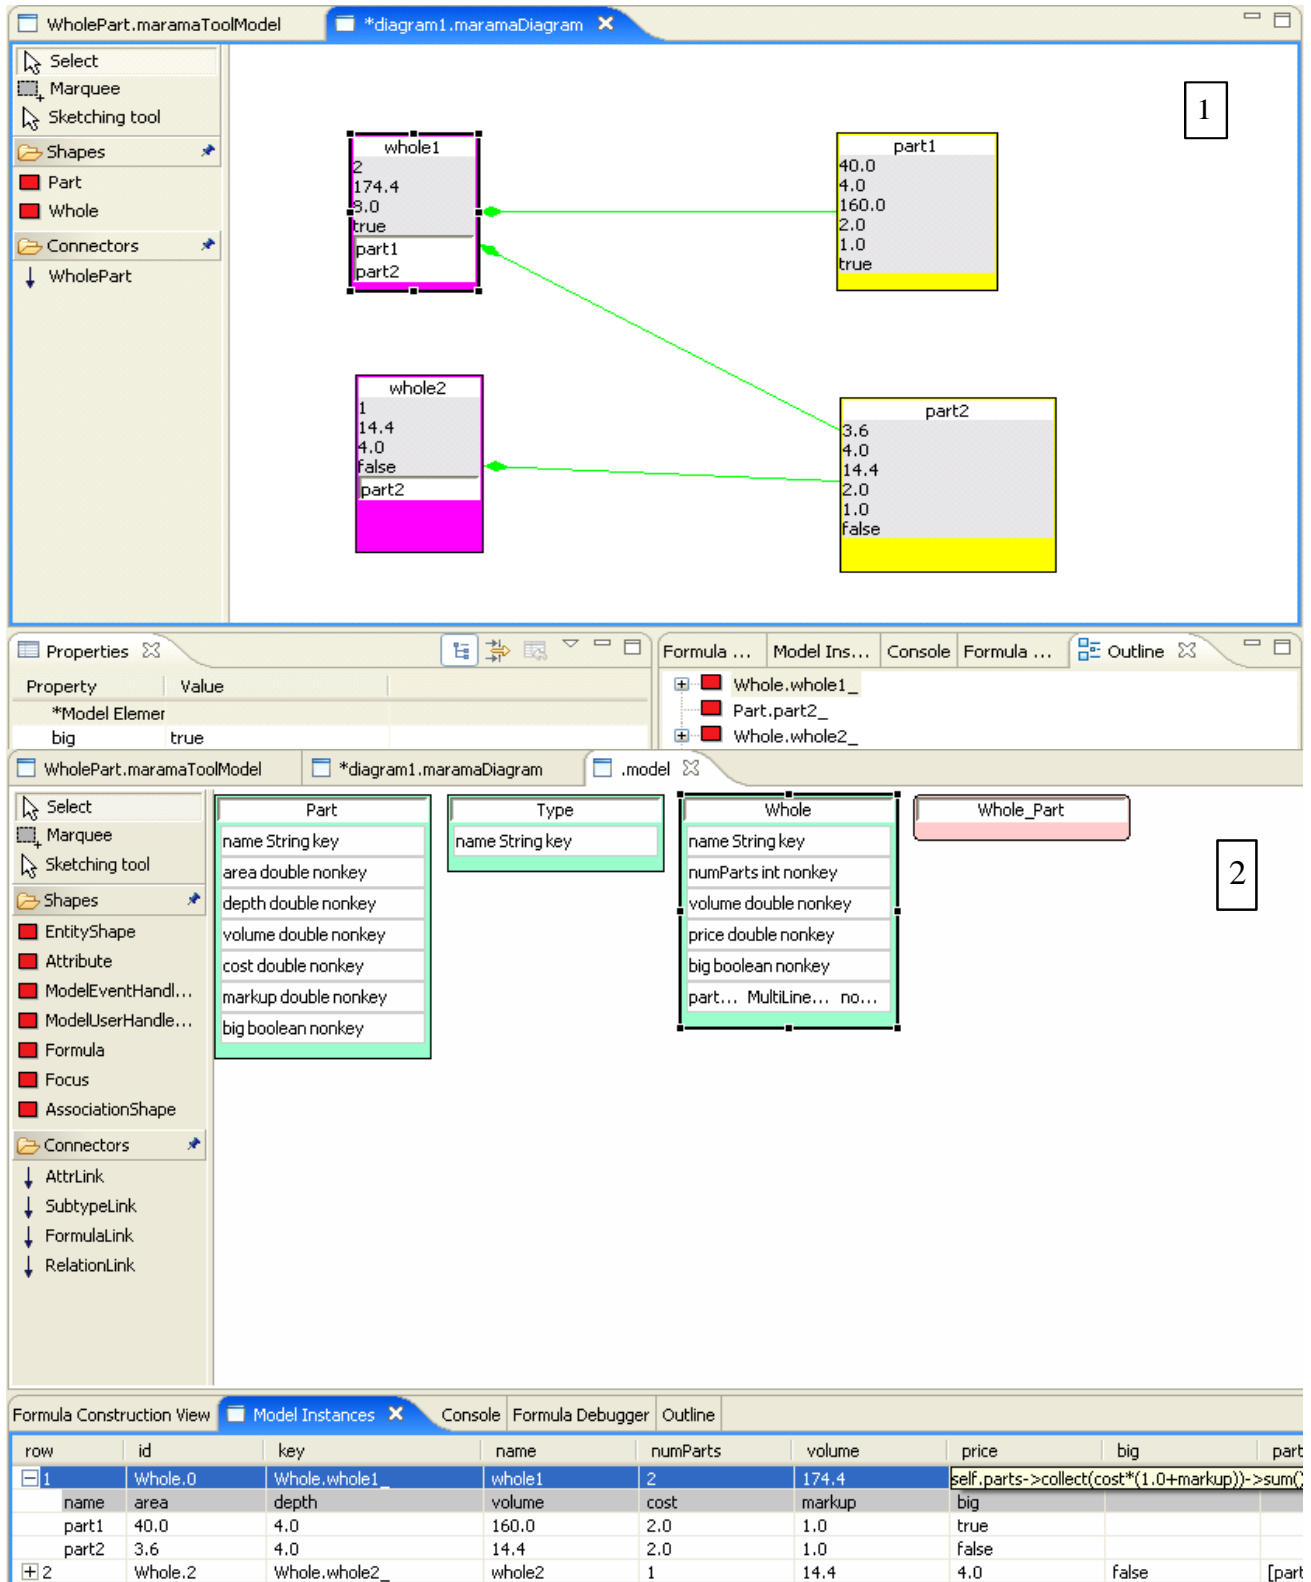 WholePart.maramaToolModel
*diagram1.maramaDiagram
Select
Marquee
Sketching tool
Shapes
Part
Whole
Connectors
WholePart
1
whole1
2
174.4
8.0
true
part1
part2
part1
40.0
4.0
160.0
2.0
1.0
true
whole2
1
14.4
4.0
false
part2
part2
3.6
4.0
14.4
2.0
1.0
false
Properties
Property Value
*Model Elemer
big true
Formula ... Model Ins... Console Formula ... Outline
Whole.whole1_
Part.part2_
Whole.whole2_
WholePart.maramaToolModel
*diagram1.maramaDiagram
.model
Select
Marquee
Sketching tool
Shapes
EntityShape
Attribute
ModelEventHandl...
ModelUserHandle...
Formula
Focus
AssociationShape
Connectors
AttrLink
SubtypeLink
FormulaLink
RelationLink
Part
name String key
area double nonkey
depth double nonkey
volume double nonkey
cost double nonkey
markup double nonkey
big boolean nonkey
Type
name String key
Whole
name String key
numParts int nonkey
volume double nonkey
price double nonkey
big boolean nonkey
part... MultiLine... no...
Whole_Part
2
Formula Construction View Model Instances Console Formula Debugger Outline
row id key name numParts volume price big part
1 Whole.0 Whole.whole1_ whole1 2 174.4 self.parts->collect(cost*(1.0+markup))->sum()
name area depth volume cost markup big
part1 40.0 4.0 160.0 2.0 1.0 true
part2 3.6 4.0 14.4 2.0 1.0 false
2 Whole.2 Whole.whole2_ whole2 1 14.4 4.0 false [part